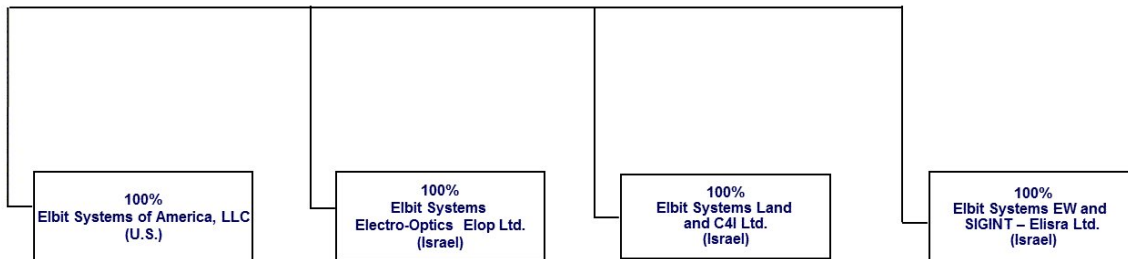 100%
Elbit Systems of America, LLC
(U.S.)
100%
Elbit Systems
Electro-Optics Elop Ltd.
(Israel)
100%
Elbit Systems Land
and C4I Ltd.
(Israel)
100%
Elbit Systems EW and
SIGINT – Elisra Ltd.
(Israel)